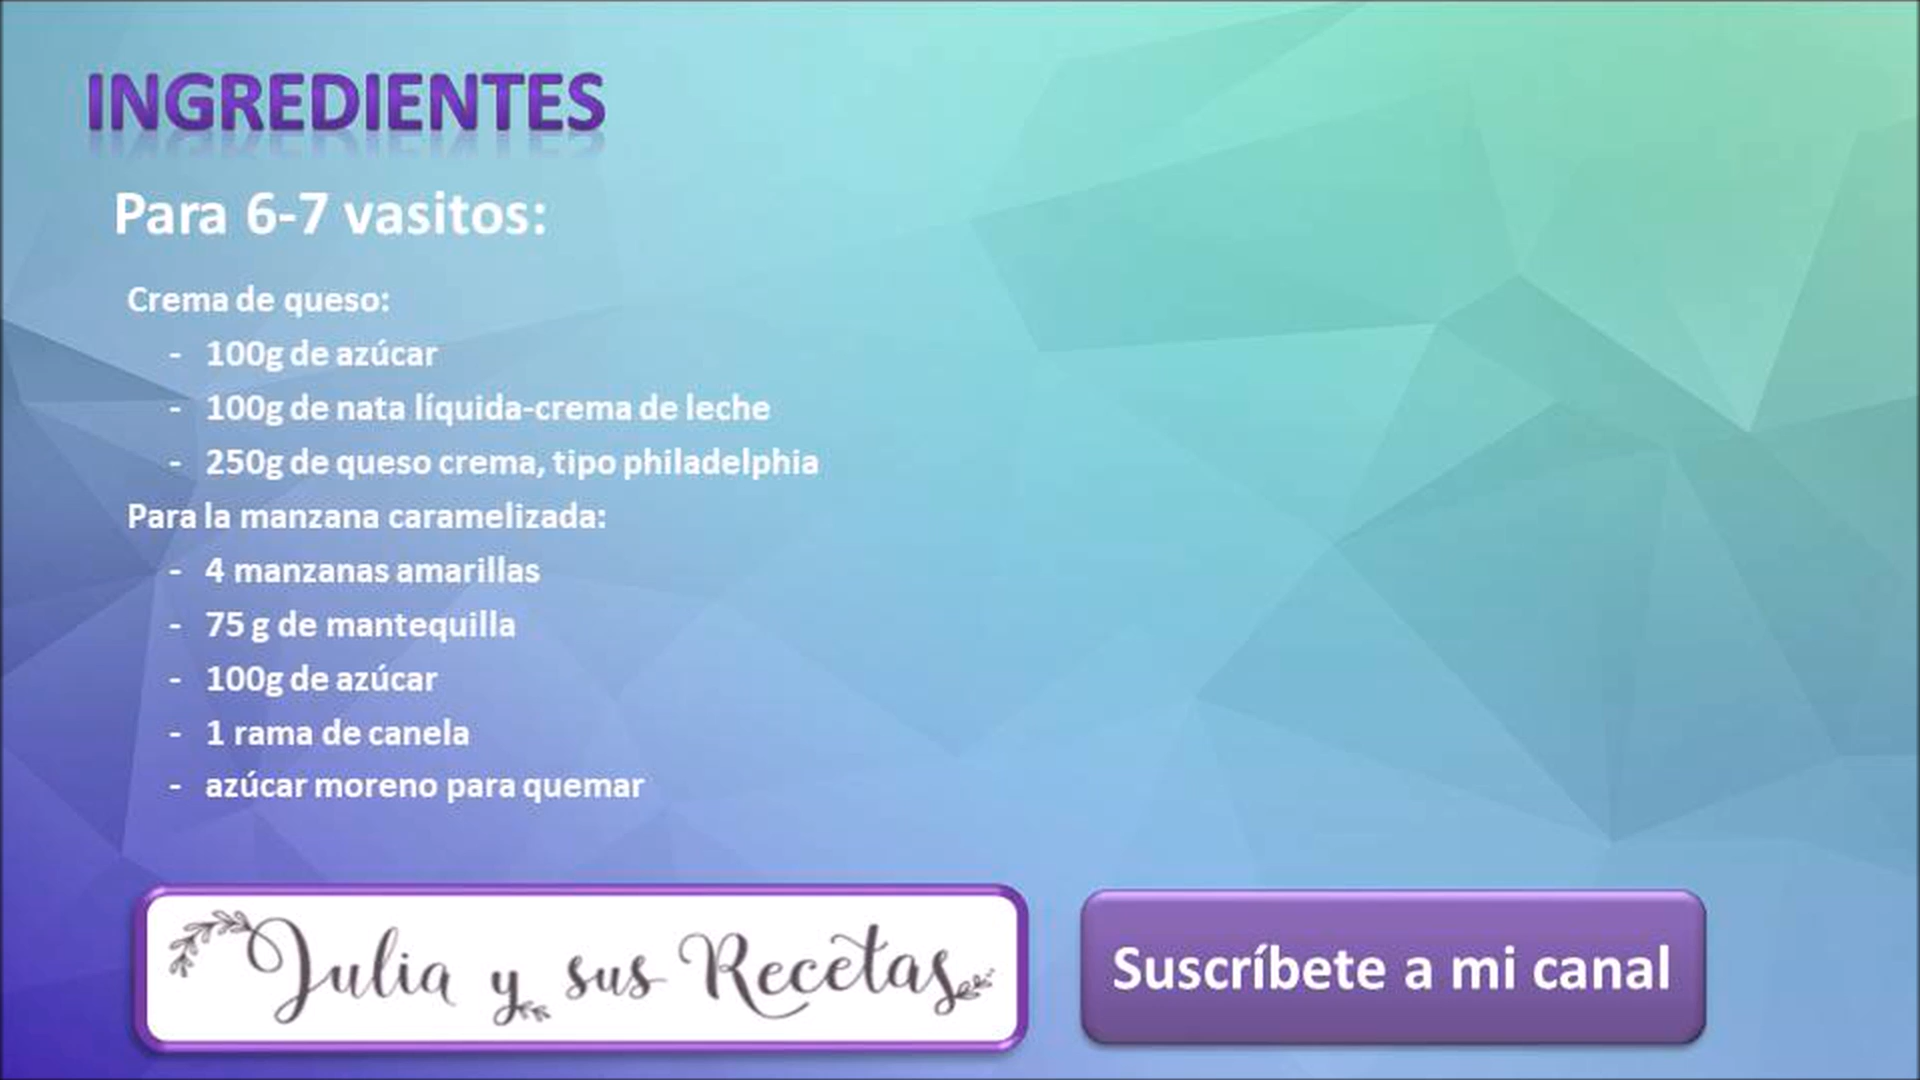 INGREDIENTES
Para 6-7 vasitos:
Crema de queso:
- 100g de azúcar
- 100g de nata líquida-crema de leche
- 250g de queso crema, tipo philadelphia
Para la manzana caramelizada:
- 4 manzanas amarillas
- 75 g de mantequilla
- 100g de azúcar
- 1 rama de canela
- azúcar moreno para quemar
Julia y sus Recetas
Suscríbete a mi canal